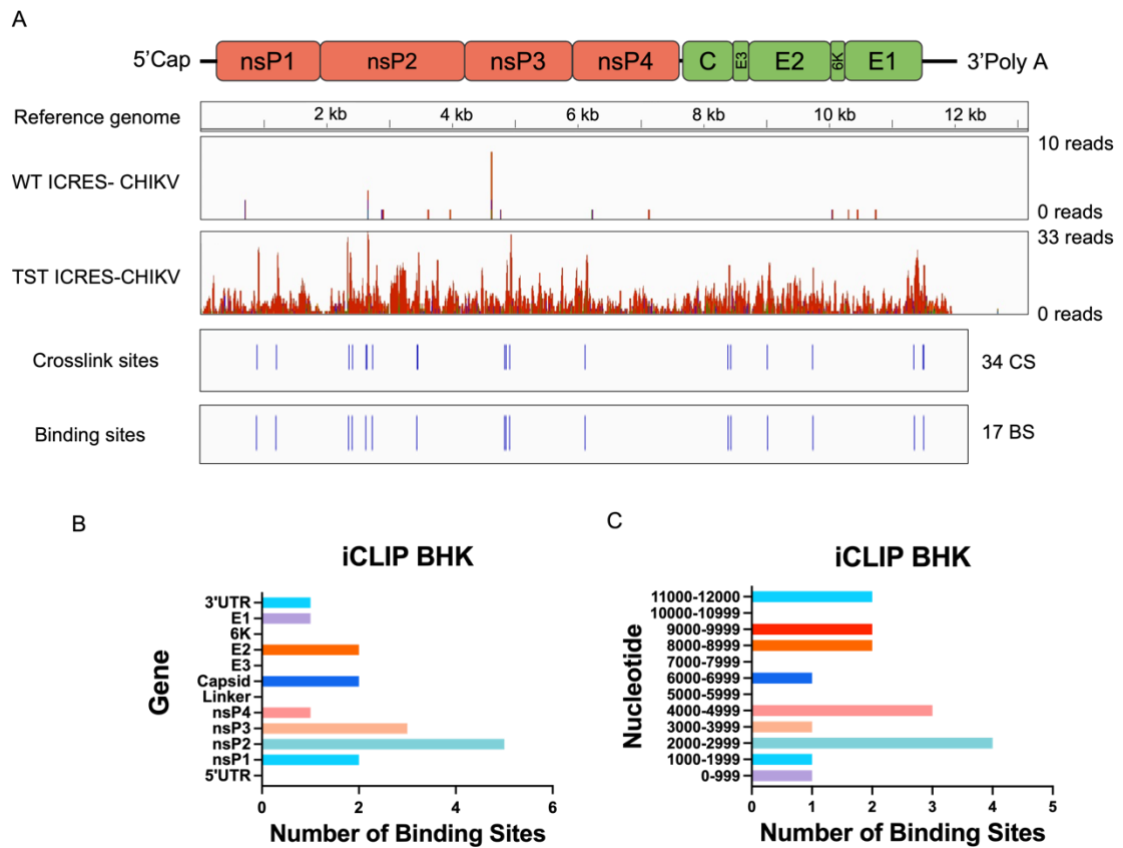 A
5'Cap nsP1 nsP2 nsP3 nsP4 C E3 E2 6K E1 3'Poly A
Reference genome 2 kb 4 kb 6 kb 8 kb 10 kb 12 kb
10 reads
WT ICRES- CHIKV
0 reads
33 reads
TST ICRES-CHIKV
0 reads
Crosslink sites 34 CS
Binding sites 17 BS
B
iCLIP BHK
Gene
3'UTR
E1
6K
E2
E3
Capsid
Linker
nsP4
nsP3
nsP2
nsP1
5'UTR
0 2 4 6
Number of Binding Sites
C
iCLIP BHK
Nucleotide
11000-12000
10000-10999
9000-9999
8000-8999
7000-7999
6000-6999
5000-5999
4000-4999
3000-3999
2000-2999
1000-1999
0-999
0 1 2 3 4 5
Number of Binding Sites